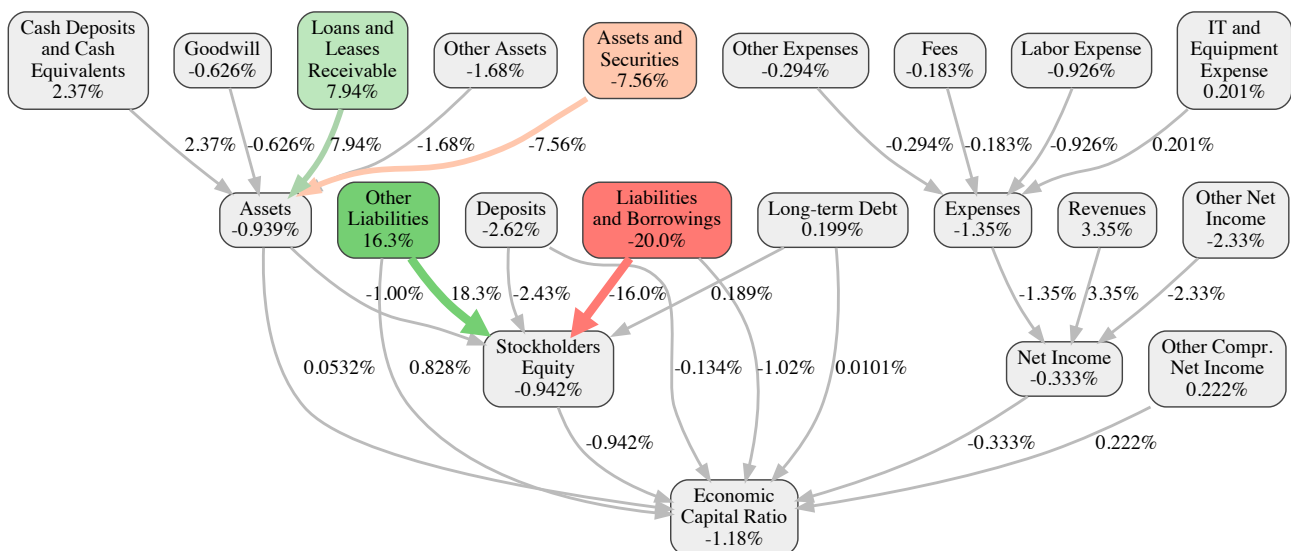 Cash Deposits
and Cash
Equivalents
2.37%
Goodwill
-0.626%
Loans and
Leases
Receivable
7.94%
Other Assets
-1.68%
Assets and
Securities
-7.56%
Other Expenses
-0.294%
Fees
-0.183%
Labor Expense
-0.926%
IT and
Equipment
Expense
0.201%
2.37%
-0.626%
7.94%
-1.68%
-7.56%
-0.294%
-0.183%
-0.926%
0.201%
Assets
-0.939%
Other
Liabilities
16.3%
Deposits
-2.62%
Liabilities
and Borrowings
-20.0%
Long-term Debt
0.199%
Expenses
-1.35%
Revenues
3.35%
Other Net
Income
-2.33%
-1.00%
18.3%
-2.43%
-16.0%
0.189%
-1.35%
3.35%
-2.33%
0.0532%
0.828%
Stockholders
Equity
-0.942%
-0.134%
-1.02%
0.0101%
Net Income
-0.333%
Other Compr.
Net Income
0.222%
-0.942%
-0.333%
0.222%
Economic
Capital Ratio
-1.18%